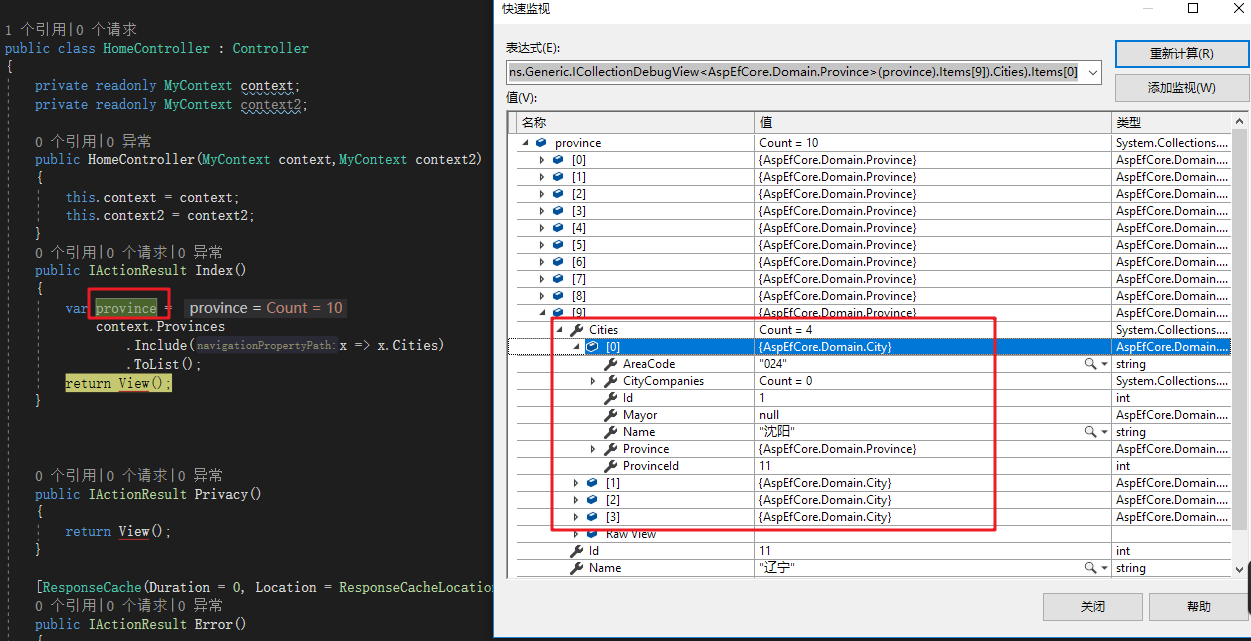 1 个引用|0 个请求
public class HomeController : Controller
{
private readonly MyContext context;
private readonly MyContext context2;
0 个引用|0 异常
public HomeController(MyContext context,MyContext context2)
{
this.context = context;
this.context2 = context2;
}
0 个引用|0 个请求|0 异常
public IActionResult Index()
{
var province = province = Count = 10
context.Provinces
.Include(navigationPropertyPath: x => x.Cities)
.ToList();
return View();
}
0 个引用|0 个请求|0 异常
public IActionResult Privacy()
{
return View();
}
[ResponseCache(Duration = 0, Location = ResponseCacheLocation
0 个引用|0 个请求|0 异常
public IActionResult Error()
{
快速监视
表达式(E):
ns.Generic.ICollectionDebugView<AspEfCore.Domain.Province>(province).Items[9]).Cities).Items[0]
重新计算(R)
添加监视(W)
值(V):
名称 值 类型
province Count = 10 System.Collections....
[0] {AspEfCore.Domain.Province} AspEfCore.Domain....
[1] {AspEfCore.Domain.Province} AspEfCore.Domain....
[2] {AspEfCore.Domain.Province} AspEfCore.Domain....
[3] {AspEfCore.Domain.Province} AspEfCore.Domain....
[4] {AspEfCore.Domain.Province} AspEfCore.Domain....
[5] {AspEfCore.Domain.Province} AspEfCore.Domain....
[6] {AspEfCore.Domain.Province} AspEfCore.Domain....
[7] {AspEfCore.Domain.Province} AspEfCore.Domain....
[8] {AspEfCore.Domain.Province} AspEfCore.Domain....
[9] {AspEfCore.Domain.Province} AspEfCore.Domain....
Cities Count = 4 System.Collections....
[0] {AspEfCore.Domain.City} AspEfCore.Domain....
AreaCode "024" string
CityCompanies Count = 0 System.Collections....
Id 1 int
Mayor null AspEfCore.Domain....
Name "沈阳" string
Province {AspEfCore.Domain.Province} AspEfCore.Domain....
ProvinceId 11 int
[1] {AspEfCore.Domain.City} AspEfCore.Domain....
[2] {AspEfCore.Domain.City} AspEfCore.Domain....
[3] {AspEfCore.Domain.City} AspEfCore.Domain....
Raw View
Id 11 int
Name "辽宁" string
关闭
帮助